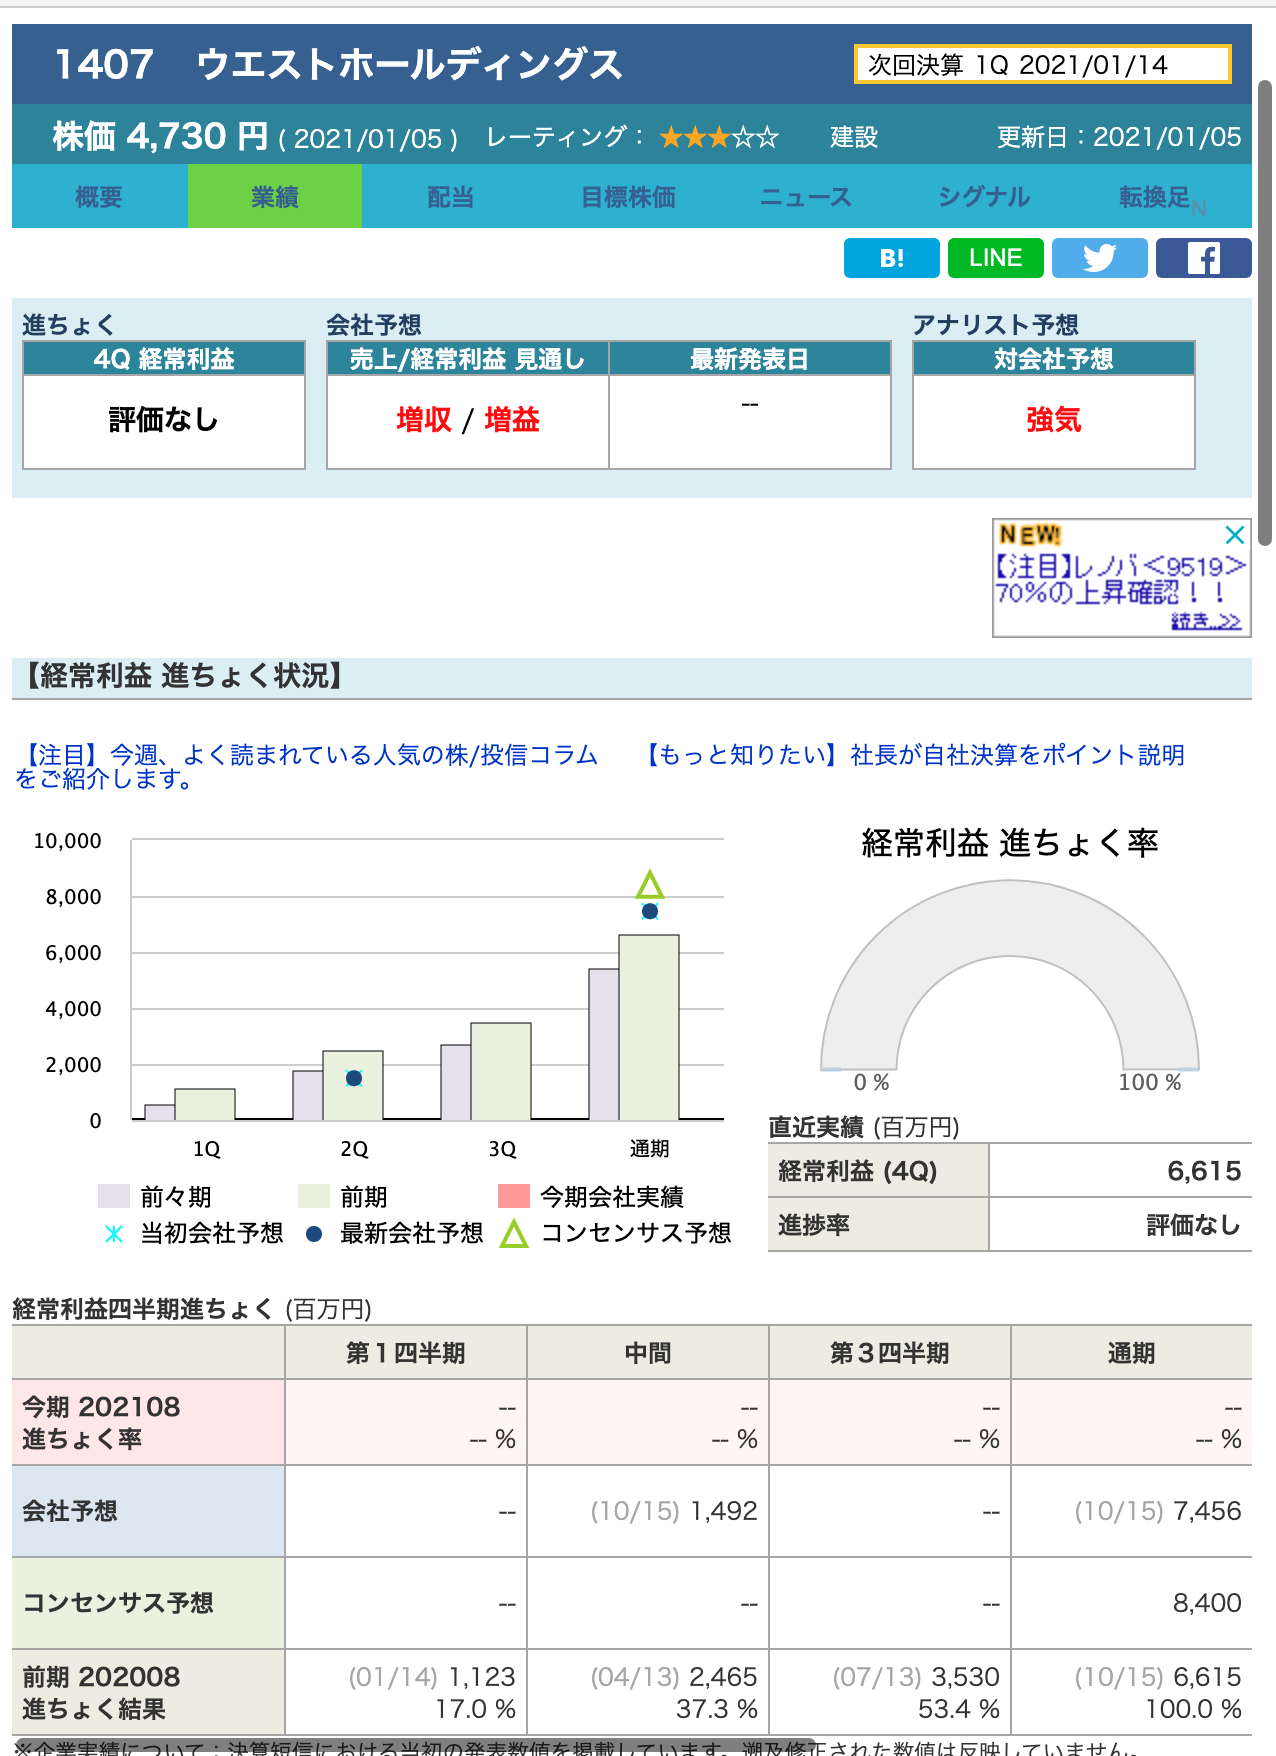 1407　ウエストホールディングス
次回決算 1Q 2021/01/14
株価 4,730 円 ( 2021/01/05 )　レーティング： ★★★☆☆　建設　更新日：2021/01/05
概要　業績　配当　目標株価　ニュース　シグナル　転換足N
B!　LINE
進ちょく　会社予想　アナリスト予想
4Q 経常利益　売上/経常利益 見通し　最新発表日　対会社予想
評価なし　増収 / 増益　--　強気
NEW!
【注目】レノバ<9519>
70%の上昇確認！！
続き..>>
【経常利益 進ちょく状況】
【注目】今週、よく読まれている人気の株/投信コラム
をご紹介します。
【もっと知りたい】社長が自社決算をポイント説明
10,000
8,000
6,000
4,000
2,000
0
1Q　2Q　3Q　通期
前々期　前期　今期会社実績
当初会社予想　最新会社予想　コンセンサス予想
経常利益 進ちょく率
0 %　100 %
直近実績 (百万円)
経常利益 (4Q)　6,615
進捗率　評価なし
経常利益四半期進ちょく (百万円)
第１四半期　中間　第３四半期　通期
今期 202108　--　--　--　--
進ちょく率　-- %　-- %　-- %　-- %
会社予想　--　(10/15) 1,492　--　(10/15) 7,456
コンセンサス予想　--　--　--　8,400
前期 202008　(01/14) 1,123　(04/13) 2,465　(07/13) 3,530　(10/15) 6,615
進ちょく結果　17.0 %　37.3 %　53.4 %　100.0 %
※企業実績について：決算短信における当初の発表数値を掲載しています。遡及修正された数値は反映していません。